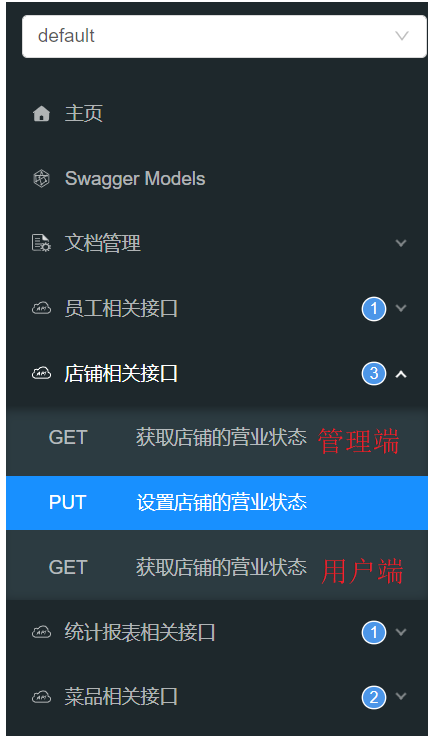 default
主页
Swagger Models
文档管理
员工相关接口 1
店铺相关接口 3
GET 获取店铺的营业状态 管理端
PUT 设置店铺的营业状态
GET 获取店铺的营业状态 用户端
统计报表相关接口 1
菜品相关接口 2